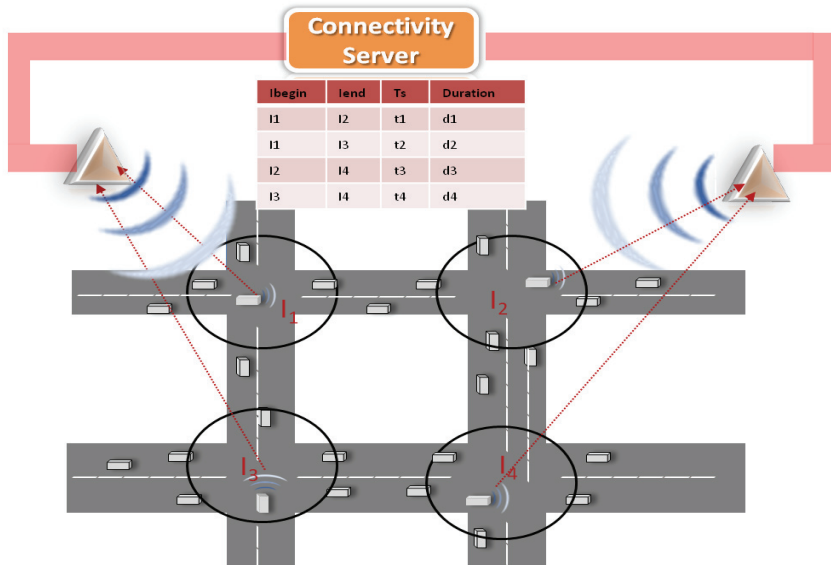 Connectivity
Server
Ibegin Iend Ts Duration
I1 I2 t1 d1
I1 I3 t2 d2
I2 I4 t3 d3
I3 I4 t4 d4
I1
I2
I3
I4